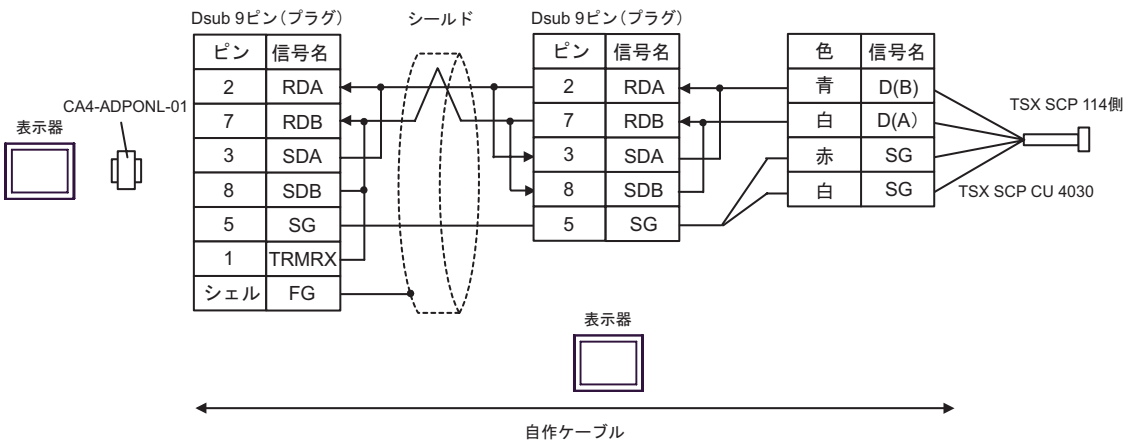 Dsub 9ピン(プラグ)
シールド
Dsub 9ピン(プラグ)
ピン 信号名
2 RDA
7 RDB
3 SDA
8 SDB
5 SG
1 TRMRX
シェル FG
ピン 信号名
2 RDA
7 RDB
3 SDA
8 SDB
5 SG
色 信号名
青 D(B)
白 D(A)
赤 SG
白 SG
CA4-ADPONL-01
表示器
TSX SCP 114側
TSX SCP CU 4030
表示器
自作ケーブル